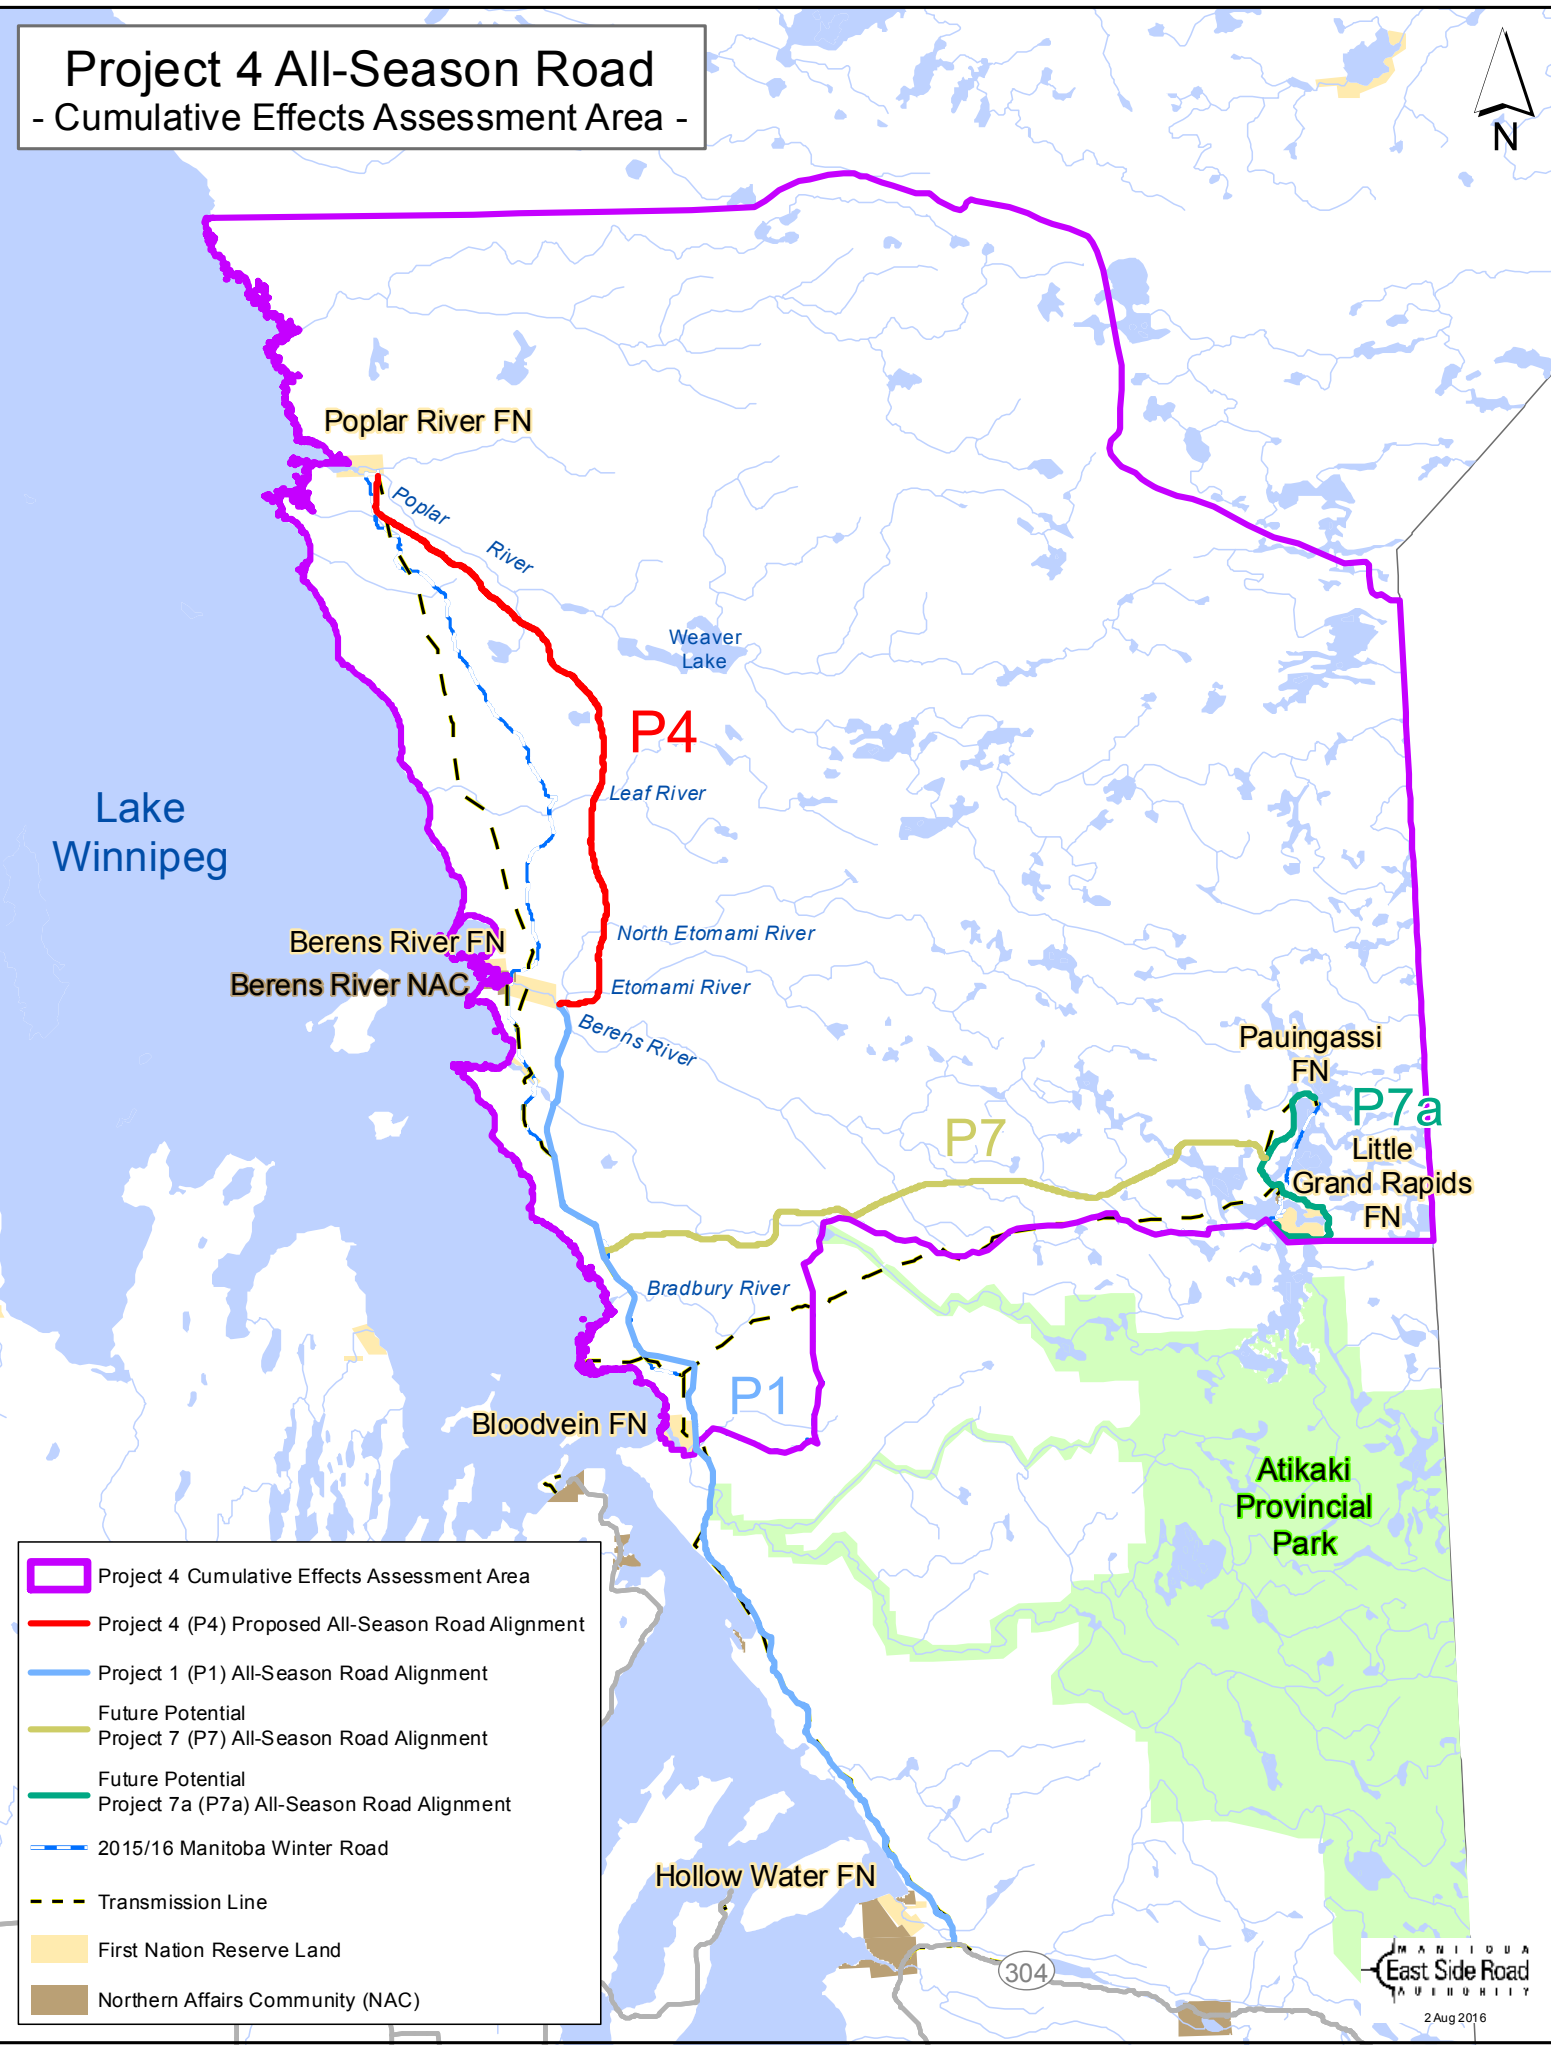 Project 4 All-Season Road
- Cumulative Effects Assessment Area -
N
Poplar River FN
Poplar
River
Weaver
Lake
P4
Leaf River
Lake
Winnipeg
North Etomami River
Berens River FN
Berens River NAC
Etomami River
Berens River
Pauingassi
FN
P7a
P7
Little
Grand Rapids
FN
Bradbury River
P1
Bloodvein FN
Atikaki
Provincial
Park
Project 4 Cumulative Effects Assessment Area
Project 4 (P4) Proposed All-Season Road Alignment
Project 1 (P1) All-Season Road Alignment
Future Potential
Project 7 (P7) All-Season Road Alignment
Future Potential
Project 7a (P7a) All-Season Road Alignment
2015/16 Manitoba Winter Road
Transmission Line
First Nation Reserve Land
Northern Affairs Community (NAC)
Hollow Water FN
304
MANITOBA
East Side Road
AUTHORITY
2 Aug 2016